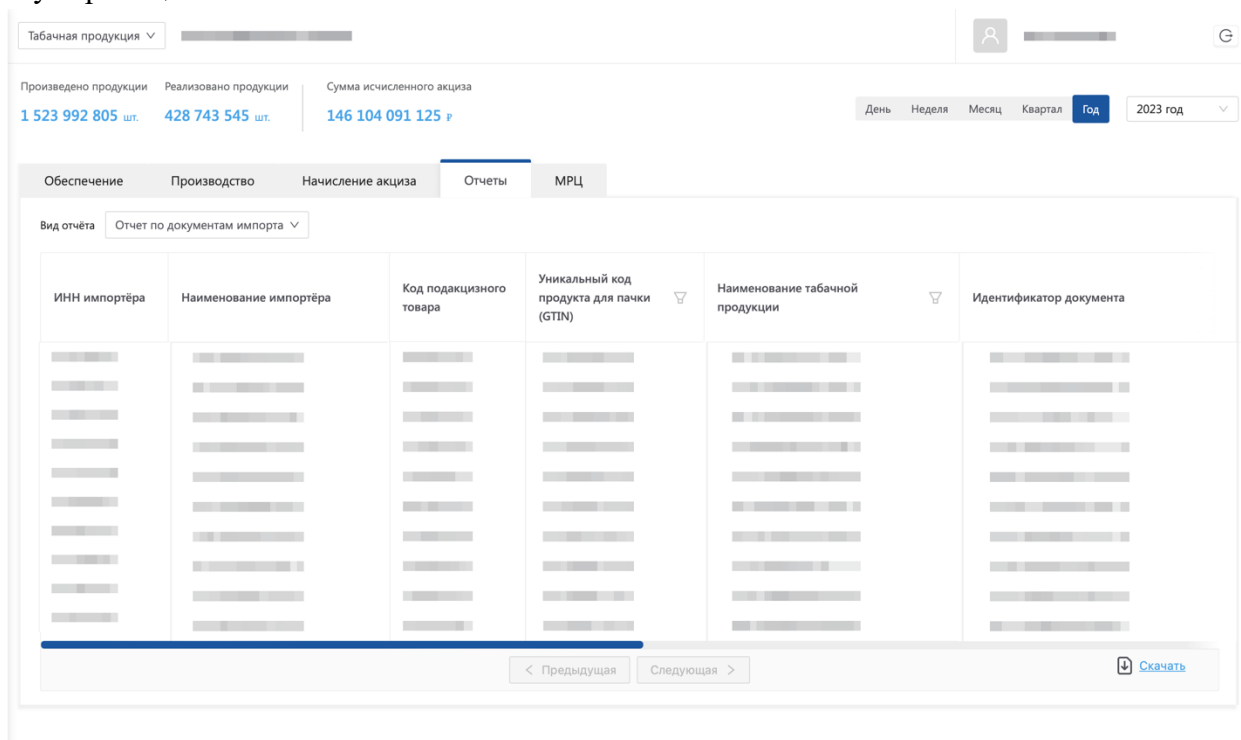 Табачная продукция
Произведено продукции Реализовано продукции Сумма исчисленного акциза
1 523 992 805 шт. 428 743 545 шт. 146 104 091 125 ₽
День Неделя Месяц Квартал Год 2023 год
Обеспечение Производство Начисление акциза Отчеты МРЦ
Вид отчёта Отчет по документам импорта
ИНН импортёра
Наименование импортёра
Код подакцизного
товара
Уникальный код
продукта для пачки
(GTIN)
Наименование табачной
продукции
Идентификатор документа
< Предыдущая Следующая >
Скачать